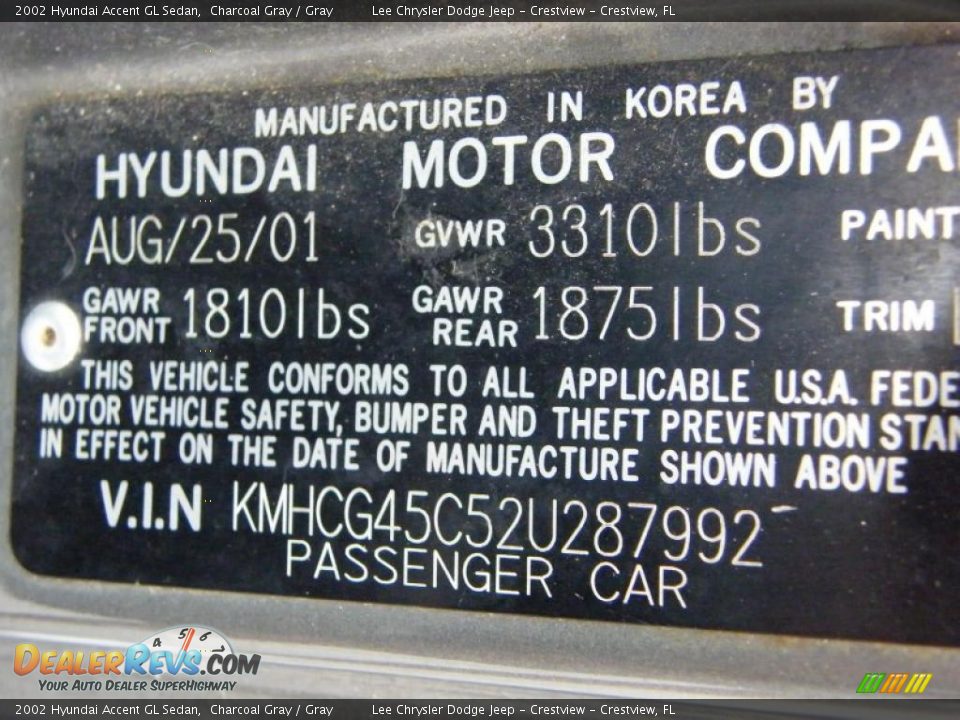 2002 Hyundai Accent GL Sedan, Charcoal Gray / Gray Lee Chrysler Dodge Jeep - Crestview - Crestview, FL
MANUFACTURED IN KOREA BY
HYUNDAI MOTOR COMPA
AUG/25/01 GVWR 3310lbs PAINT
GAWR FRONT 1810lbs GAWR REAR 1875lbs TRIM
THIS VEHICLE CONFORMS TO ALL APPLICABLE U.S.A. FEDE
MOTOR VEHICLE SAFETY, BUMPER AND THEFT PREVENTION STAN
IN EFFECT ON THE DATE OF MANUFACTURE SHOWN ABOVE
V.I.N KMHCG45C52U287992
PASSENGER CAR
4 5 6
DEALERREVS.COM
YOUR AUTO DEALER SUPERHIGHWAY
2002 Hyundai Accent GL Sedan, Charcoal Gray / Gray Lee Chrysler Dodge Jeep - Crestview - Crestview, FL